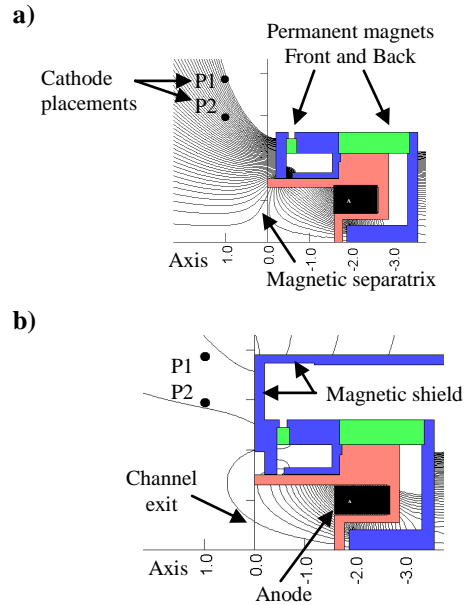 a)
Permanent magnets
Front and Back
Cathode
placements
P1
P2
A
Axis
1.0
0.0
-1.0
-2.0
-3.0
Magnetic separatrix
b)
P1
P2
Magnetic shield
Channel
exit
A
Axis
1.0
0.0
-1.0
-2.0
-3.0
Anode